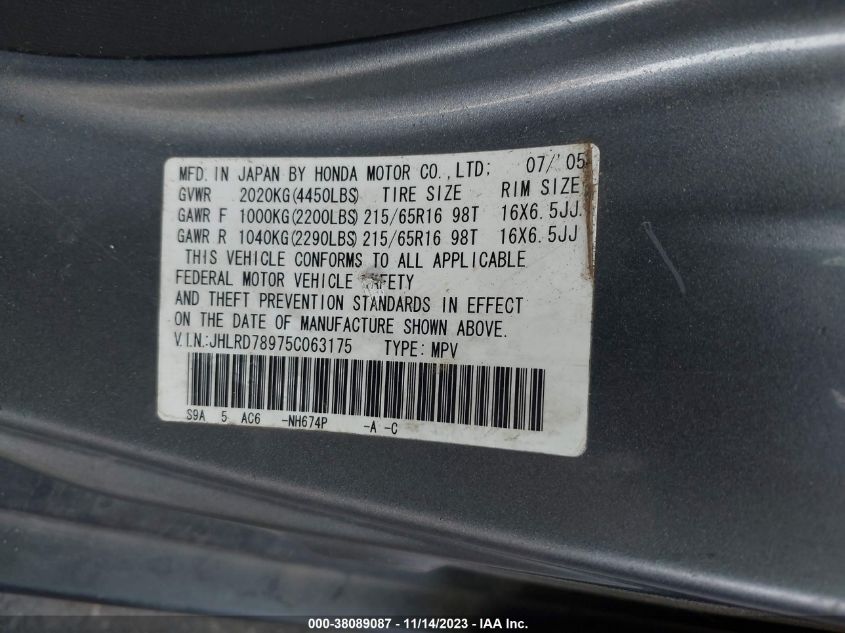 MFD. IN JAPAN BY HONDA MOTOR CO., LTD: 07/'05
GVWR 2020KG(4450LBS) TIRE SIZE RIM SIZE
GAWR F 1000KG(2200LBS) 215/65R16 98T 16X6.5JJ
GAWR R 1040KG(2290LBS) 215/65R16 98T 16X6.5JJ
THIS VEHICLE CONFORMS TO ALL APPLICABLE
FEDERAL MOTOR VEHICLE SAFETY
AND THEFT PREVENTION STANDARDS IN EFFECT
ON THE DATE OF MANUFACTURE SHOWN ABOVE.
V.I.N.:JHLRD78975C063175 TYPE: MPV
S9A 5 AC6 -NH674P -A -C
000-38089087 - 11/14/2023 - IAA Inc.